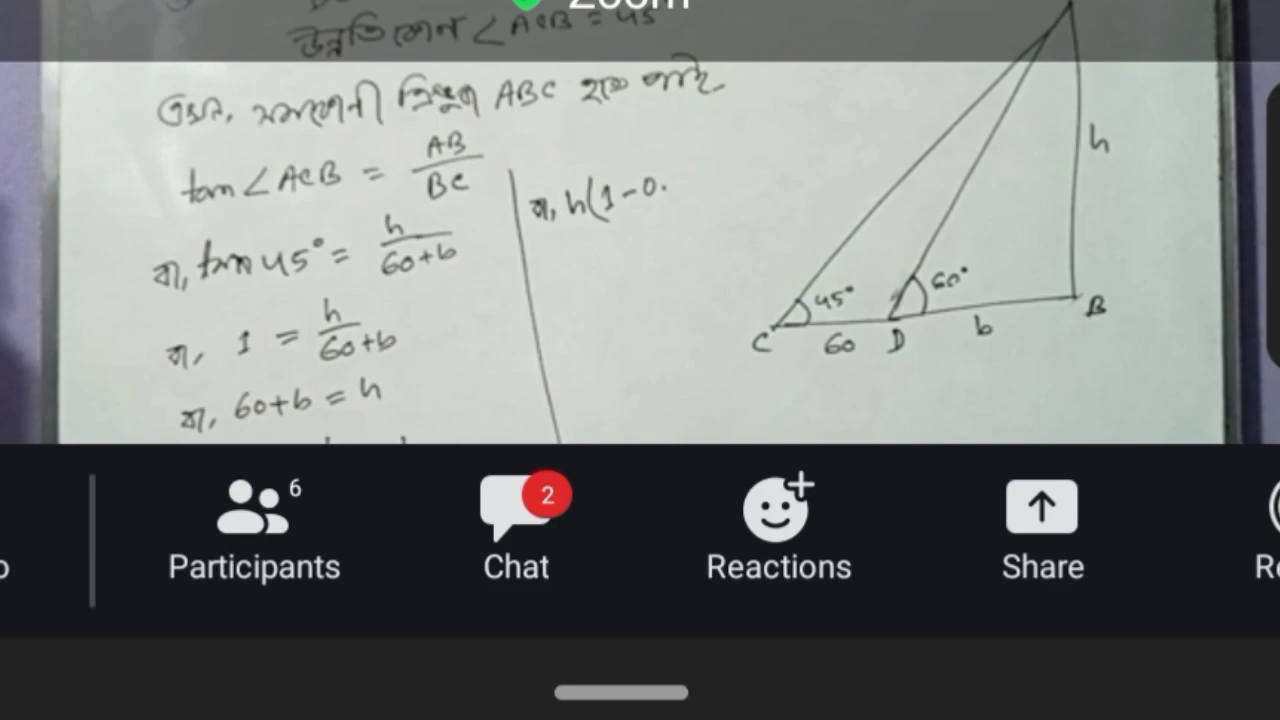 Zoom
উন্নতি কোণ ∠ACB = 45°
এখন, সমকোণী ত্রিভুজ ABC হতে পাই
tan∠ACB = AB/BC
বা, tan 45° = h/60+b
বা, 1 = h/60+b
বা, 60+b = h
বা, h(1-0.
h
45°
60°
C
60
D
b
B
6
2
Participants
Chat
Reactions
Share